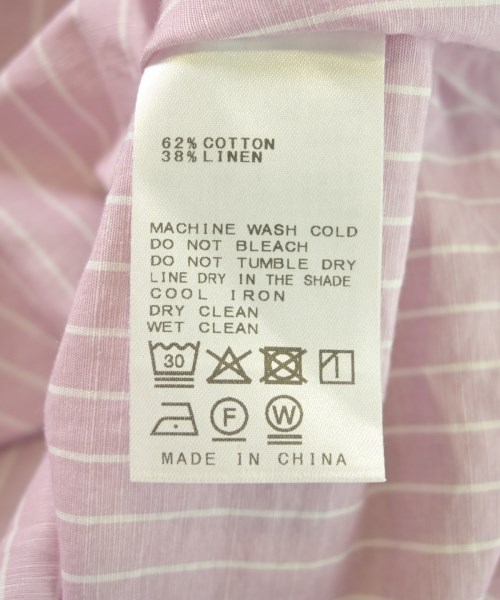 62% COTTON
38% LINEN
MACHINE WASH COLD
DO NOT BLEACH
DO NOT TUMBLE DRY
LINE DRY IN THE SHADE
COOL IRON
DRY CLEAN
WET CLEAN
30
F W
MADE IN CHINA